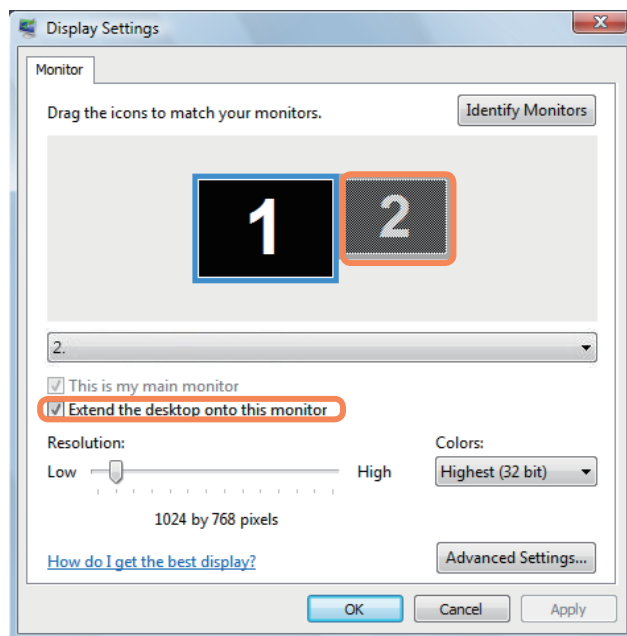 Display Settings
Monitor
Drag the icons to match your monitors.
Identify Monitors
1
2
2.
This is my main monitor
Extend the desktop onto this monitor
Resolution:
Colors:
Low
High
Highest (32 bit)
1024 by 768 pixels
How do I get the best display?
Advanced Settings...
OK
Cancel
Apply